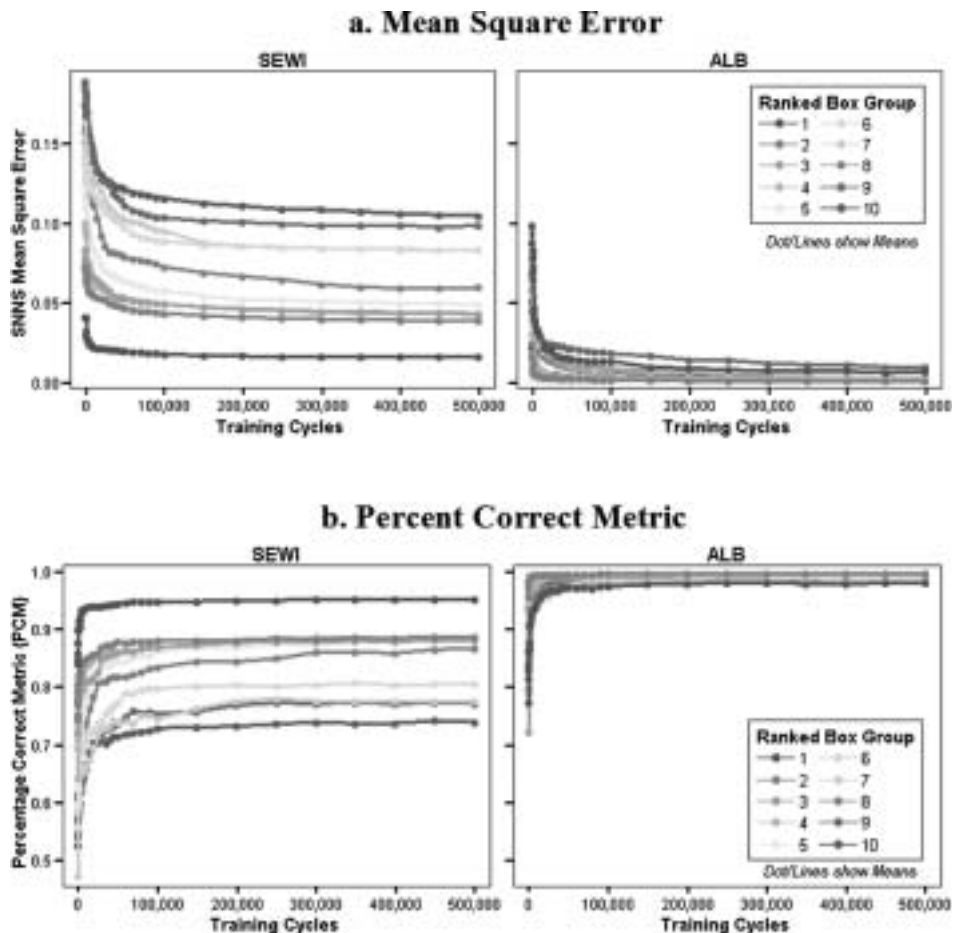 a. Mean Square Error
SEWI
ALB
SNNS Mean Square Error
0.15
0.10
0.05
0.00
Ranked Box Group
1 6
2 7
3 8
4 9
5 10
Dot/Lines show Means
0 100,000 200,000 300,000 400,000 500,000
0 100,000 200,000 300,000 400,000 500,000
Training Cycles
Training Cycles
b. Percent Correct Metric
SEWI
ALB
Percentage Correct Metric (PCM)
1.0
0.9
0.8
0.7
0.6
0.5
Ranked Box Group
1 6
2 7
3 8
4 9
5 10
Dot/Lines show Means
0 100,000 200,000 300,000 400,000 500,000
0 100,000 200,000 300,000 400,000 500,000
Training Cycles
Training Cycles